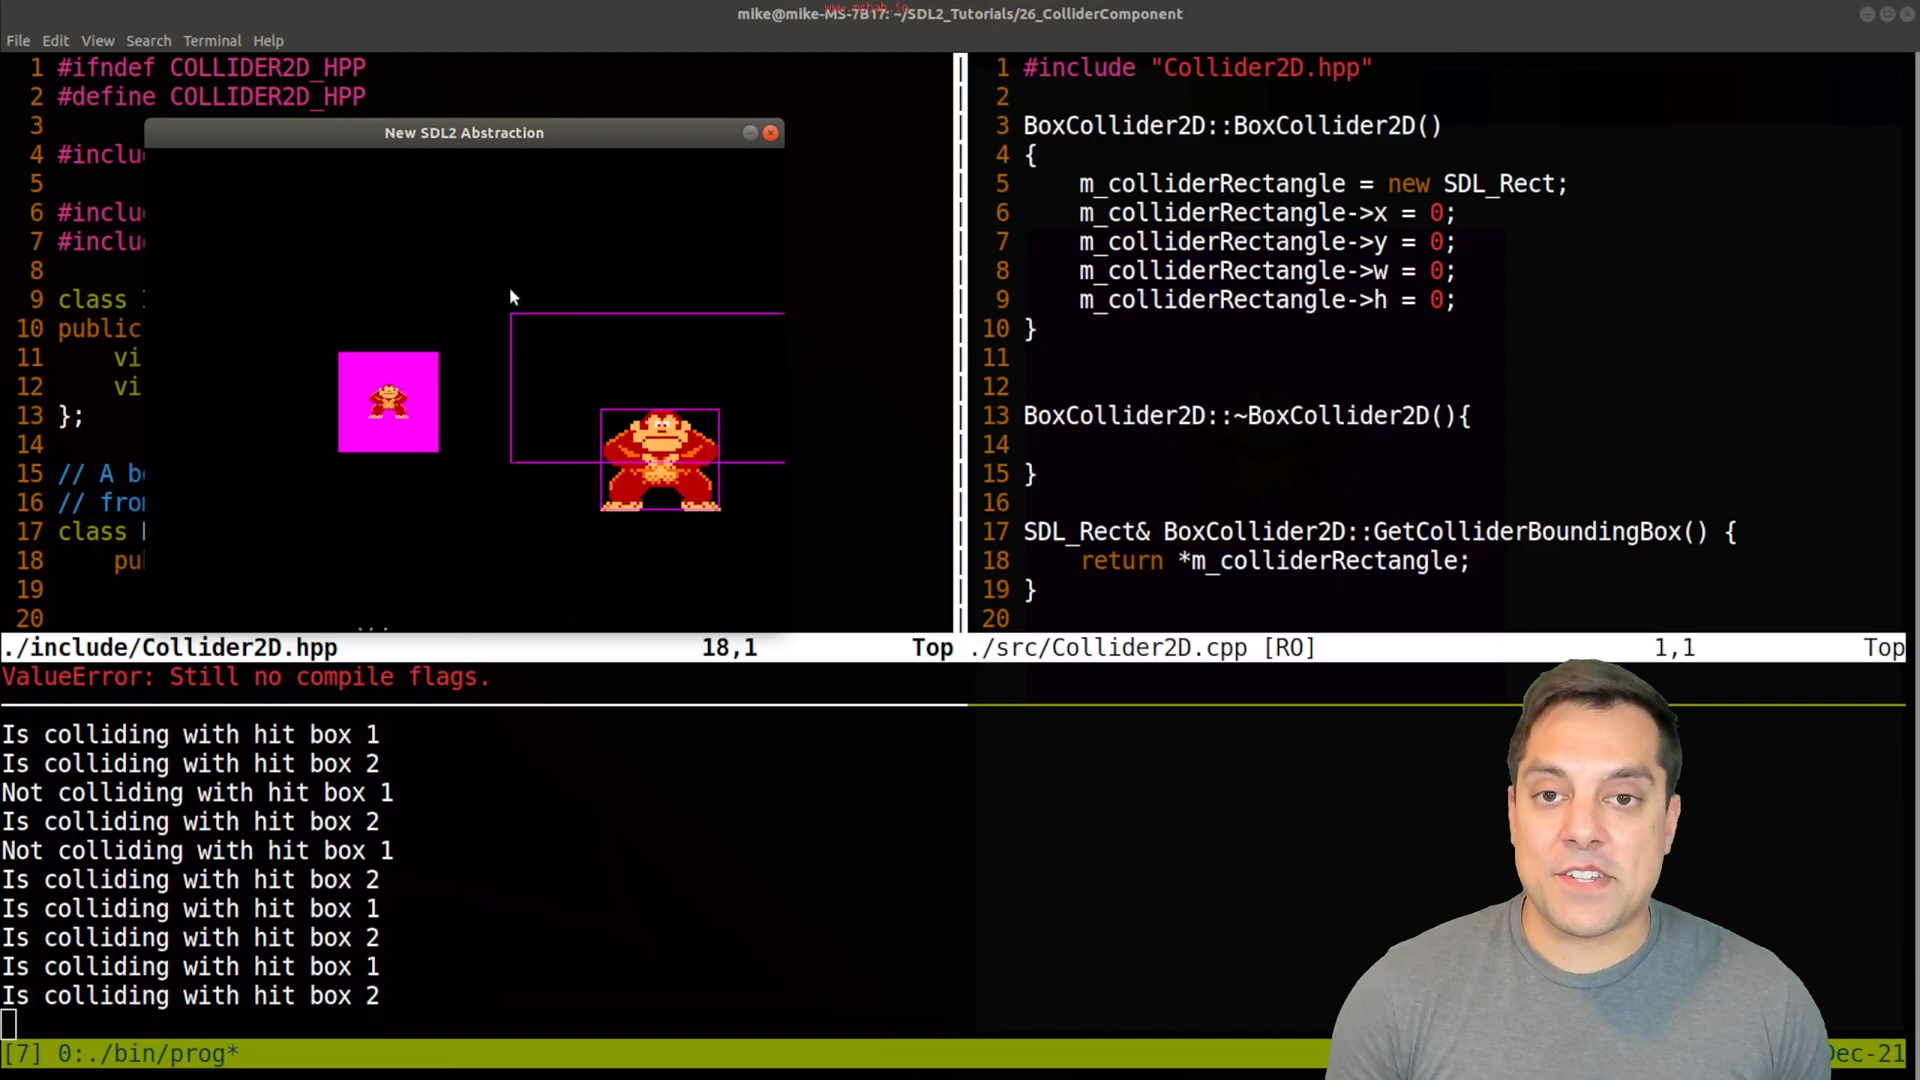 www.mshah.io
mike@mike-MS-7B17: ~/SDL2_Tutorials/26_ColliderComponent
File Edit View Search Terminal Help
1 #ifndef COLLIDER2D_HPP
2 #define COLLIDER2D_HPP
3
4 #inclu
5
6 #inclu
7 #inclu
8
9 class
10 public
11 vi
12 vi
13 };
14
15 // A b
16 // from
17 class
18 pu
19
20
New SDL2 Abstraction
1 #include "Collider2D.hpp"
2
3 BoxCollider2D::BoxCollider2D()
4 {
5 m_colliderRectangle = new SDL_Rect;
6 m_colliderRectangle->x = 0;
7 m_colliderRectangle->y = 0;
8 m_colliderRectangle->w = 0;
9 m_colliderRectangle->h = 0;
10 }
11
12
13 BoxCollider2D::~BoxCollider2D(){
14
15 }
16
17 SDL_Rect& BoxCollider2D::GetColliderBoundingBox() {
18 return *m_colliderRectangle;
19 }
20
./include/Collider2D.hpp 18,1 Top
./src/Collider2D.cpp [RO] 1,1 Top
ValueError: Still no compile flags.
Is colliding with hit box 1
Is colliding with hit box 2
Not colliding with hit box 1
Is colliding with hit box 2
Not colliding with hit box 1
Is colliding with hit box 2
Is colliding with hit box 1
Is colliding with hit box 2
Is colliding with hit box 1
Is colliding with hit box 2
[7] 0:./bin/prog* Dec-21